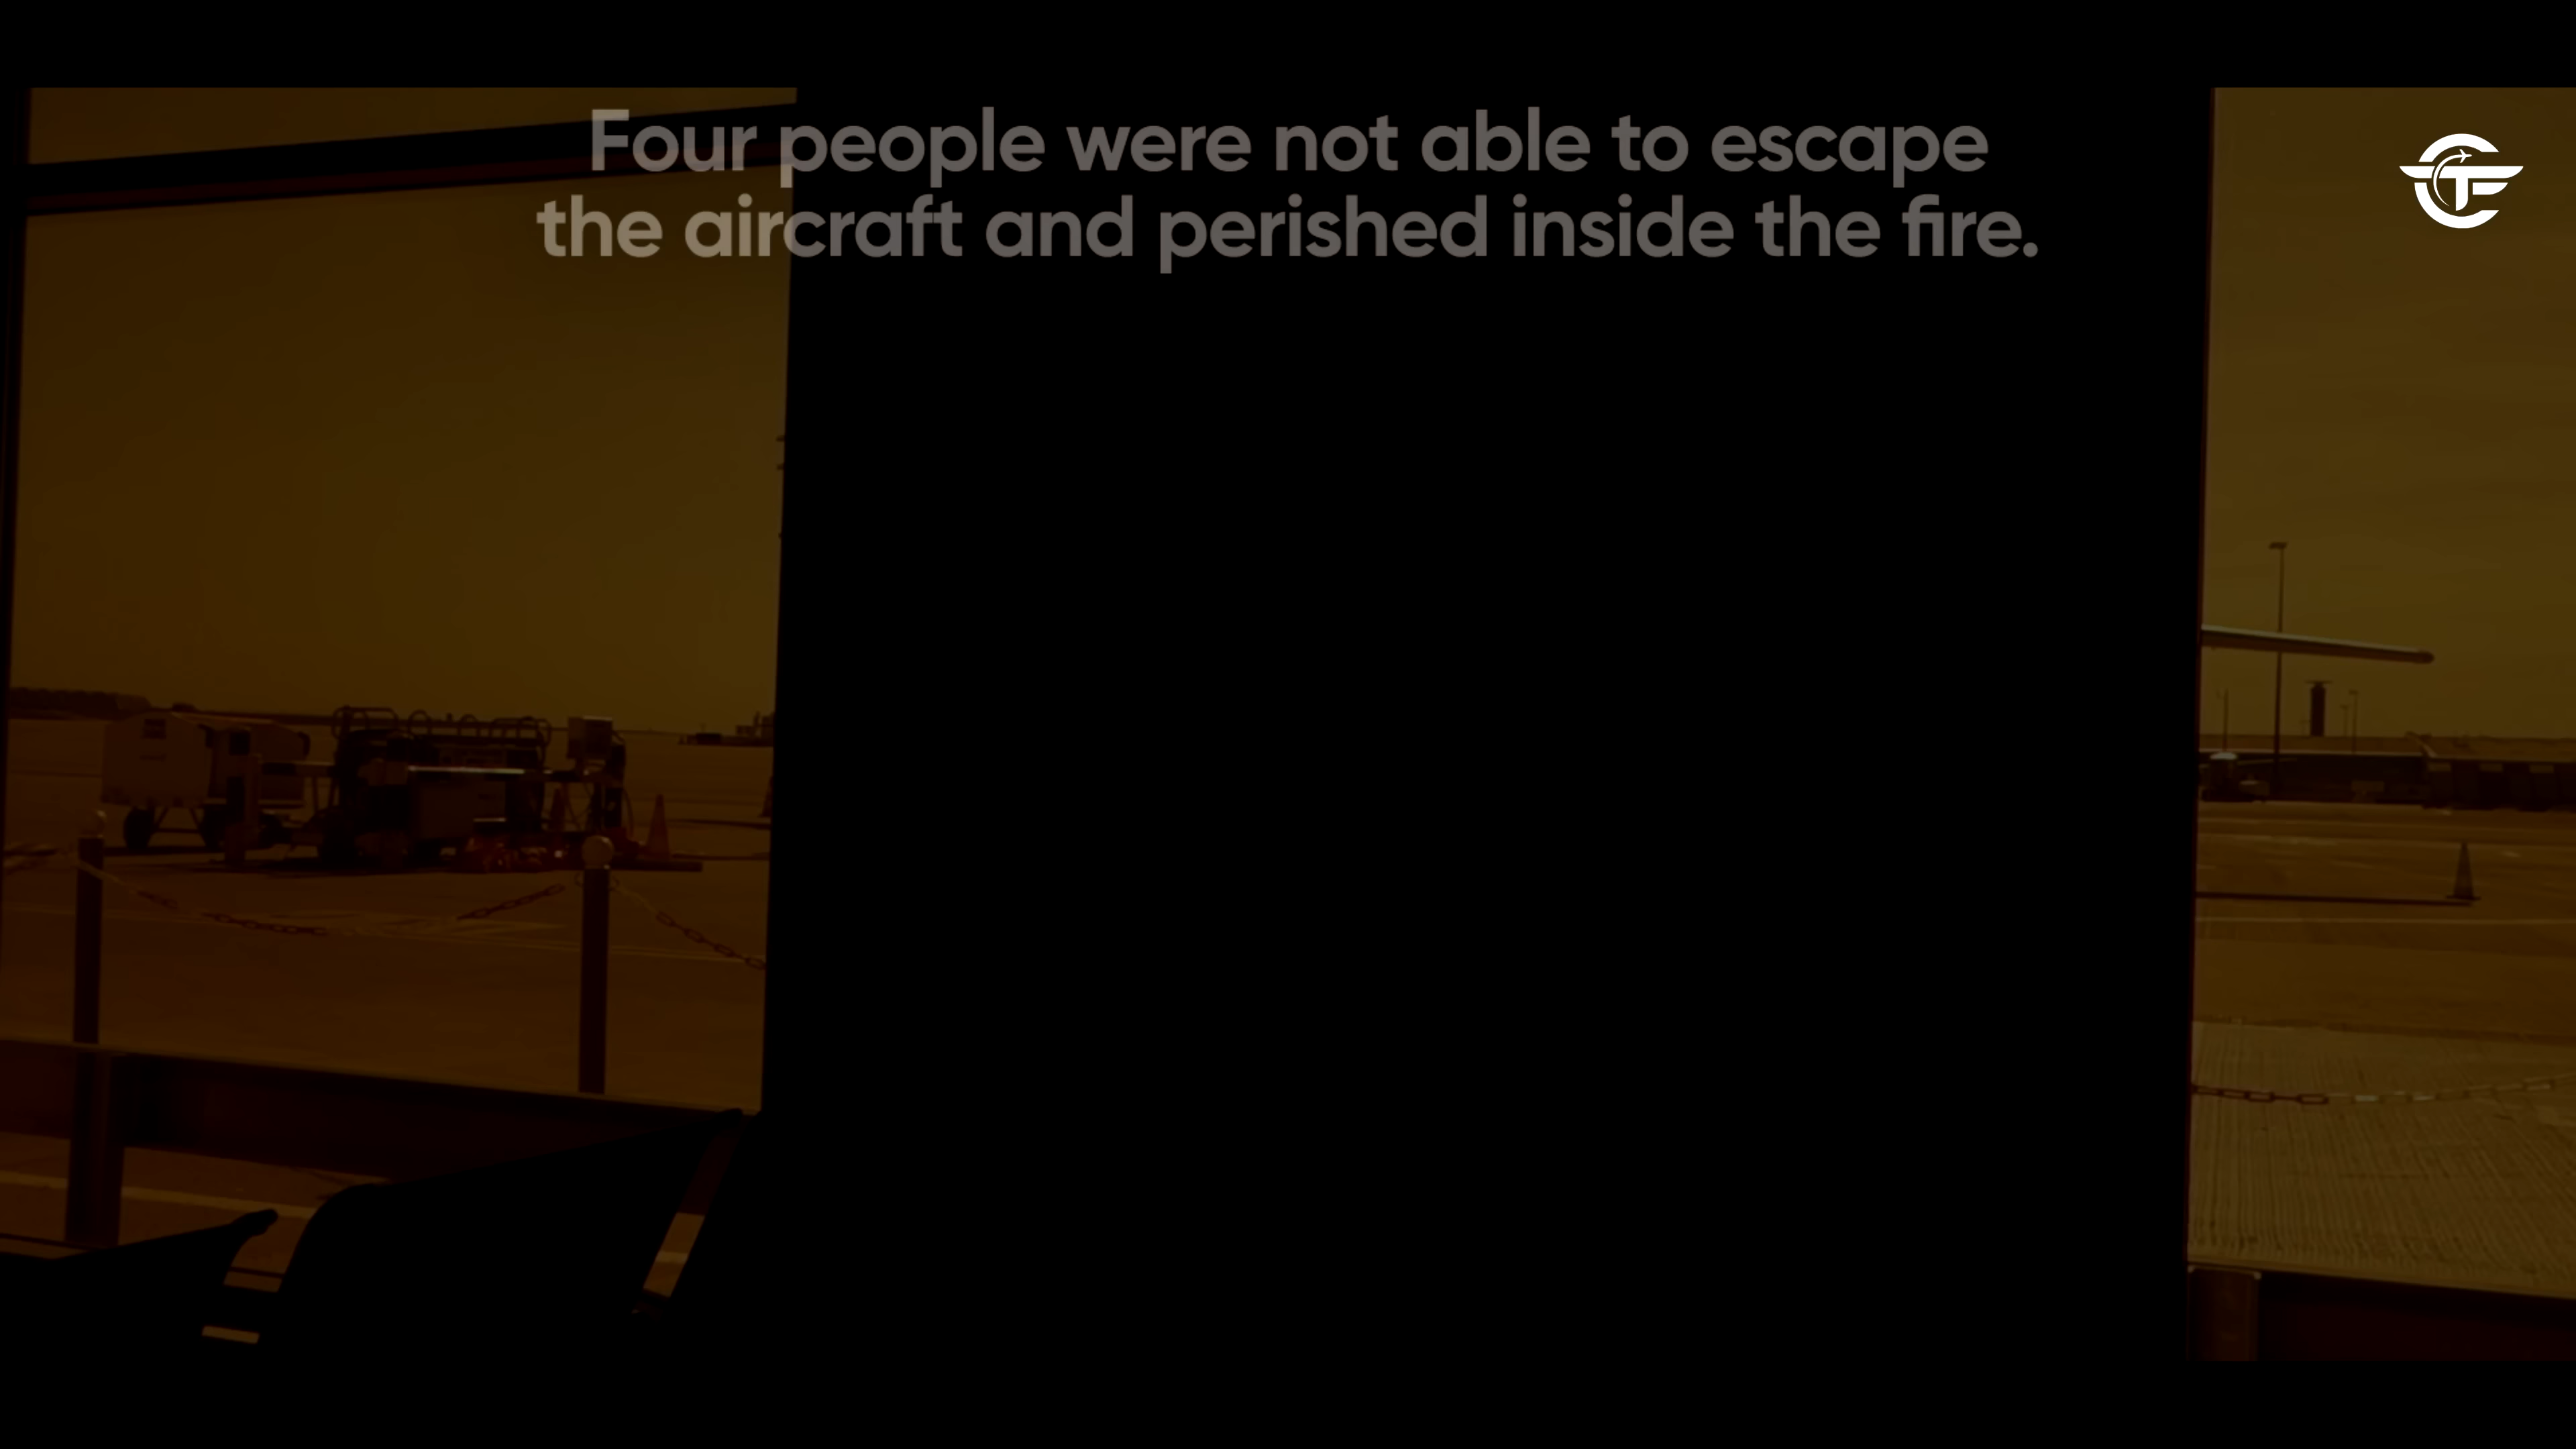 Four people were not able to escape
the aircraft and perished inside the fire.